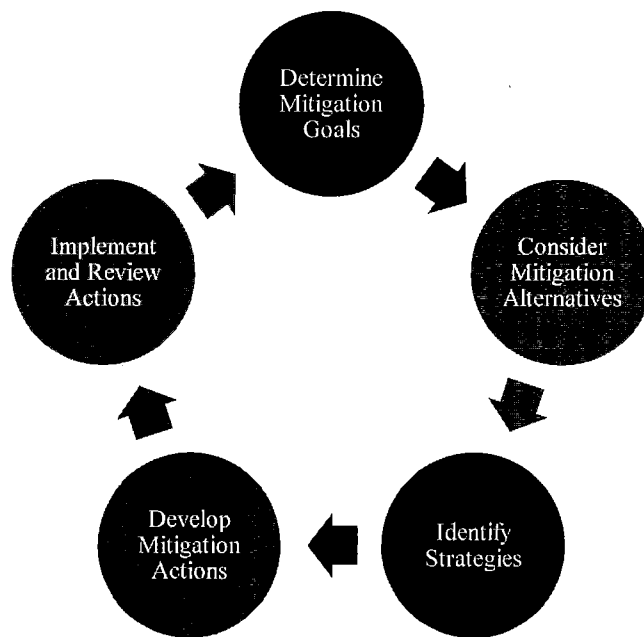 Determine
Mitigation
Goals
Consider
Mitigation
Alternatives
Identify
Strategies
Develop
Mitigation
Actions
Implement
and Review
Actions